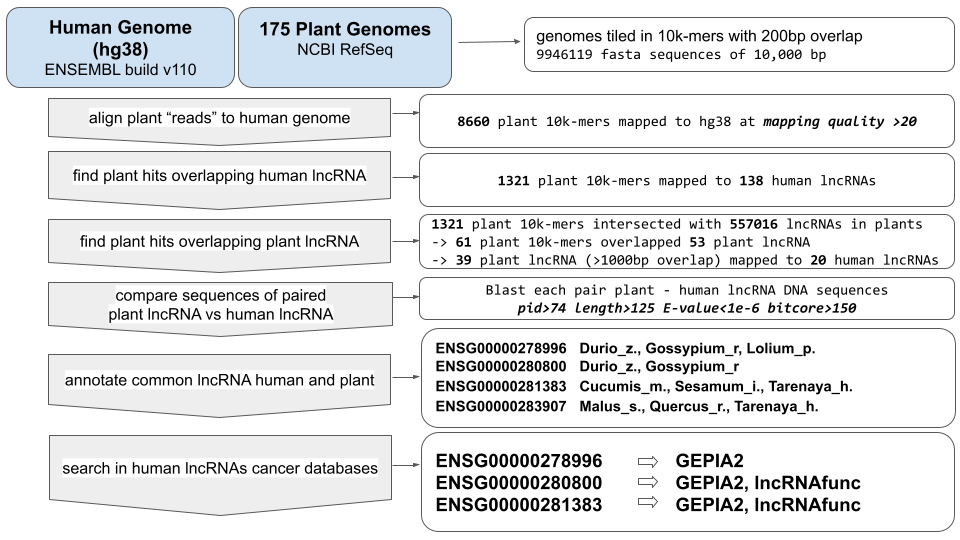 Human Genome
(hg38)
ENSEMBL build v110
175 Plant Genomes
NCBI RefSeq
genomes tiled in 10k-mers with 200bp overlap
9946119 fasta sequences of 10,000 bp
align plant “reads” to human genome
8660 plant 10k-mers mapped to hg38 at mapping quality >20
find plant hits overlapping human lncRNA
1321 plant 10k-mers mapped to 138 human lncRNAs
find plant hits overlapping plant lncRNA
1321 plant 10k-mers intersected with 557016 lncRNAs in plants
-> 61 plant 10k-mers overlapped 53 plant lncRNA
-> 39 plant lncRNA (>1000bp overlap) mapped to 20 human lncRNAs
compare sequences of paired
plant lncRNA vs human lncRNA
Blast each pair plant - human lncRNA DNA sequences
pid>74 length>125 E-value<1e-6 bitcore>150
annotate common lncRNA human and plant
ENSG00000278996 Durio_z., Gossypium_r, Lolium_p.
ENSG00000280800 Durio_z., Gossypium_r
ENSG00000281383 Cucumis_m., Sesamum_i., Tarenaya_h.
ENSG00000283907 Malus_s., Quercus_r., Tarenaya_h.
search in human lncRNAs cancer databases
ENSG00000278996 ⇨ GEPIA2
ENSG00000280800 ⇨ GEPIA2, lncRNAfunc
ENSG00000281383 ⇨ GEPIA2, lncRNAfunc